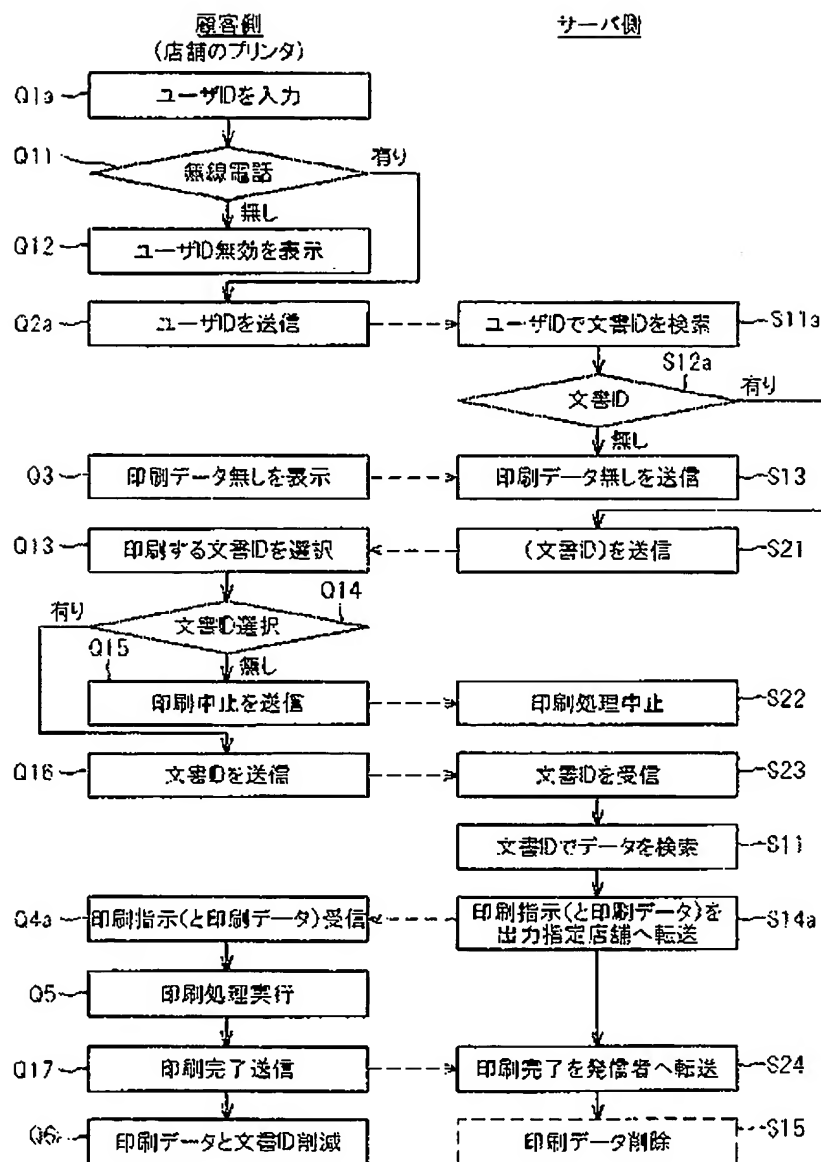 顧客側
(店舗のプリンタ)
サーバ側
Q1a
ユーザIDを入力
Q11
無線電話
有り
無し
Q12
ユーザID無効を表示
Q2a
ユーザIDを送信
ユーザIDで文書IDを検索
S11a
S12a
文書ID
有り
無し
Q3
印刷データ無しを表示
印刷データ無しを送信
S13
Q13
印刷する文書IDを選択
(文書ID)を送信
S21
Q14
有り
文書ID選択
Q15
無し
印刷中止を送信
印刷処理中止
S22
Q16
文書IDを送信
文書IDを受信
S23
文書IDでデータを検索
S11
Q4a
印刷指示(と印刷データ)受信
印刷指示(と印刷データ)を
出力指定店舗へ転送
S14a
Q5
印刷処理実行
Q17
印刷完了送信
印刷完了を発信者へ転送
S24
Q6
印刷データと文書ID削減
印刷データ削除
S15